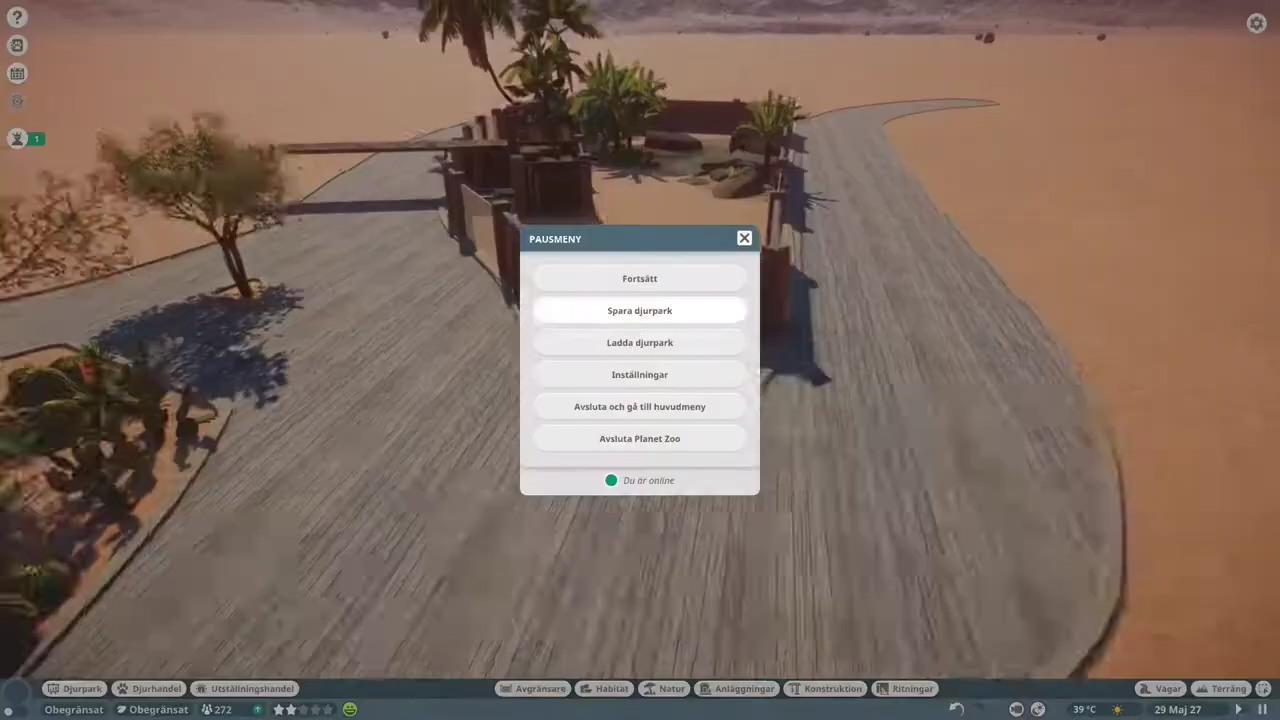 ?
1
PAUSMENY
Fortsätt
Spara djurpark
Ladda djurpark
Inställningar
Avsluta och gå till huvudmeny
Avsluta Planet Zoo
Du är online
Djurpark Djurhandel Utställningshandel Avgränsare Habitat Natur Anläggningar Konstruktion Ritningar Vägar Terräng
Obegränsat Obegränsat 272 39 °C 29 Maj 27